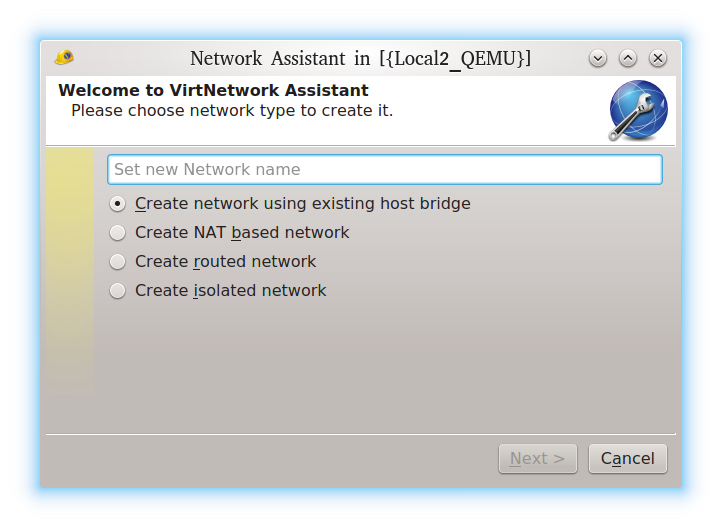 Network Assistant in [{Local2_QEMU}]
Welcome to VirtNetwork Assistant
Please choose network type to create it.
Set new Network name
Create network using existing host bridge
Create NAT based network
Create routed network
Create isolated network
Next >
Cancel